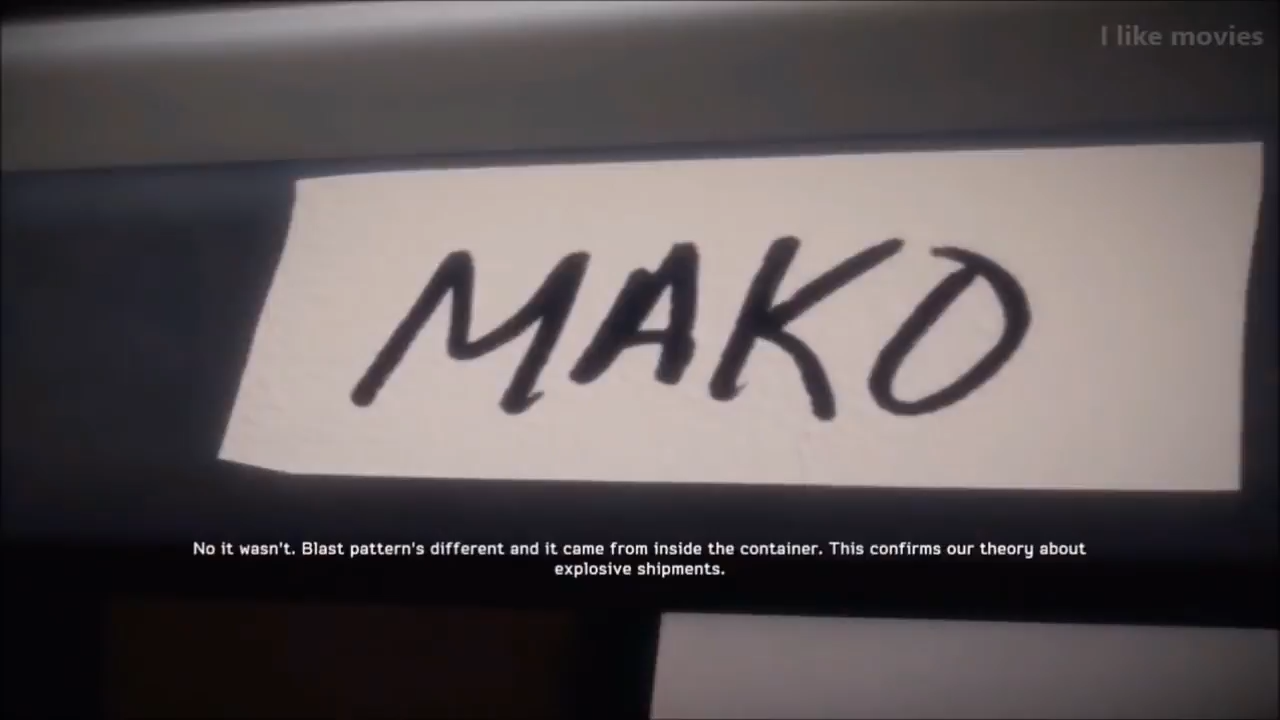 I like movies
MAKO
No it wasn't. Blast pattern's different and it came from inside the container. This confirms our theory about
explosive shipments.